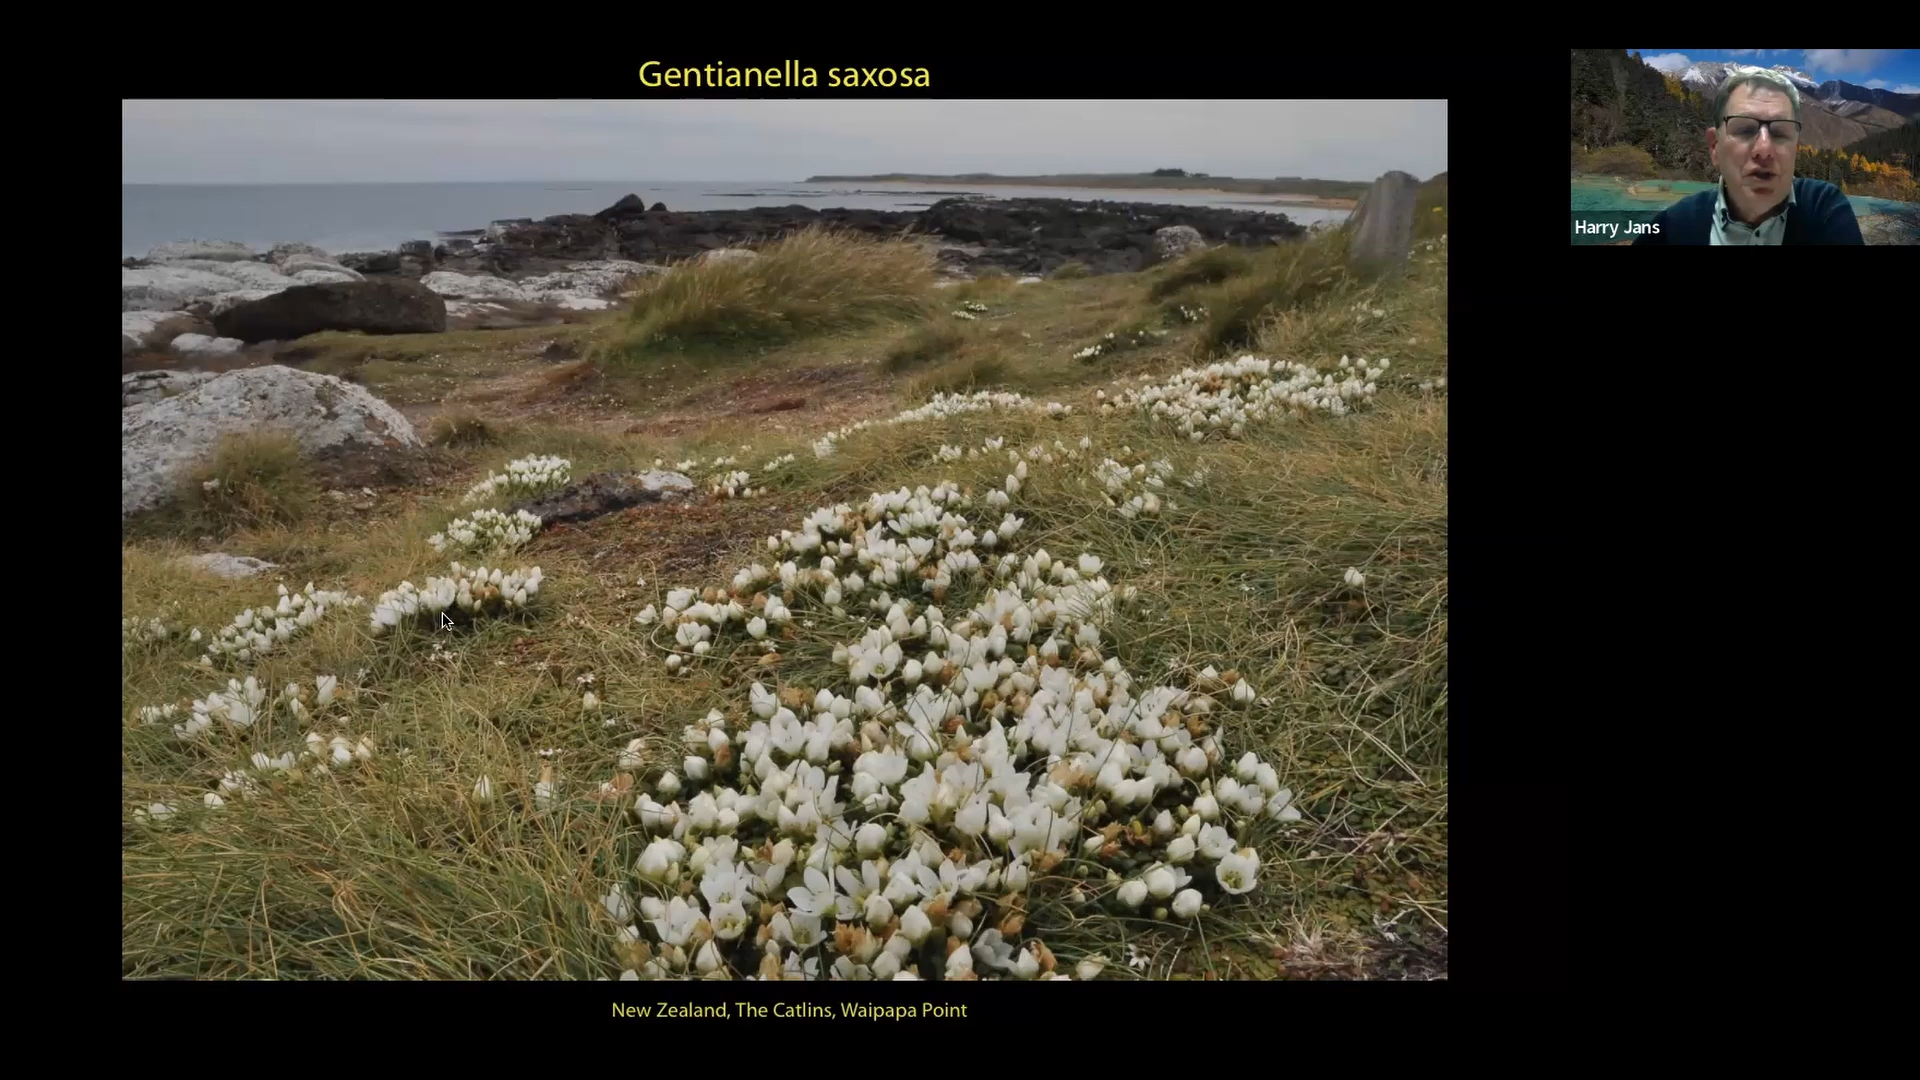 Gentianella saxosa
Harry Jans
New Zealand, The Catlins, Waipapa Point